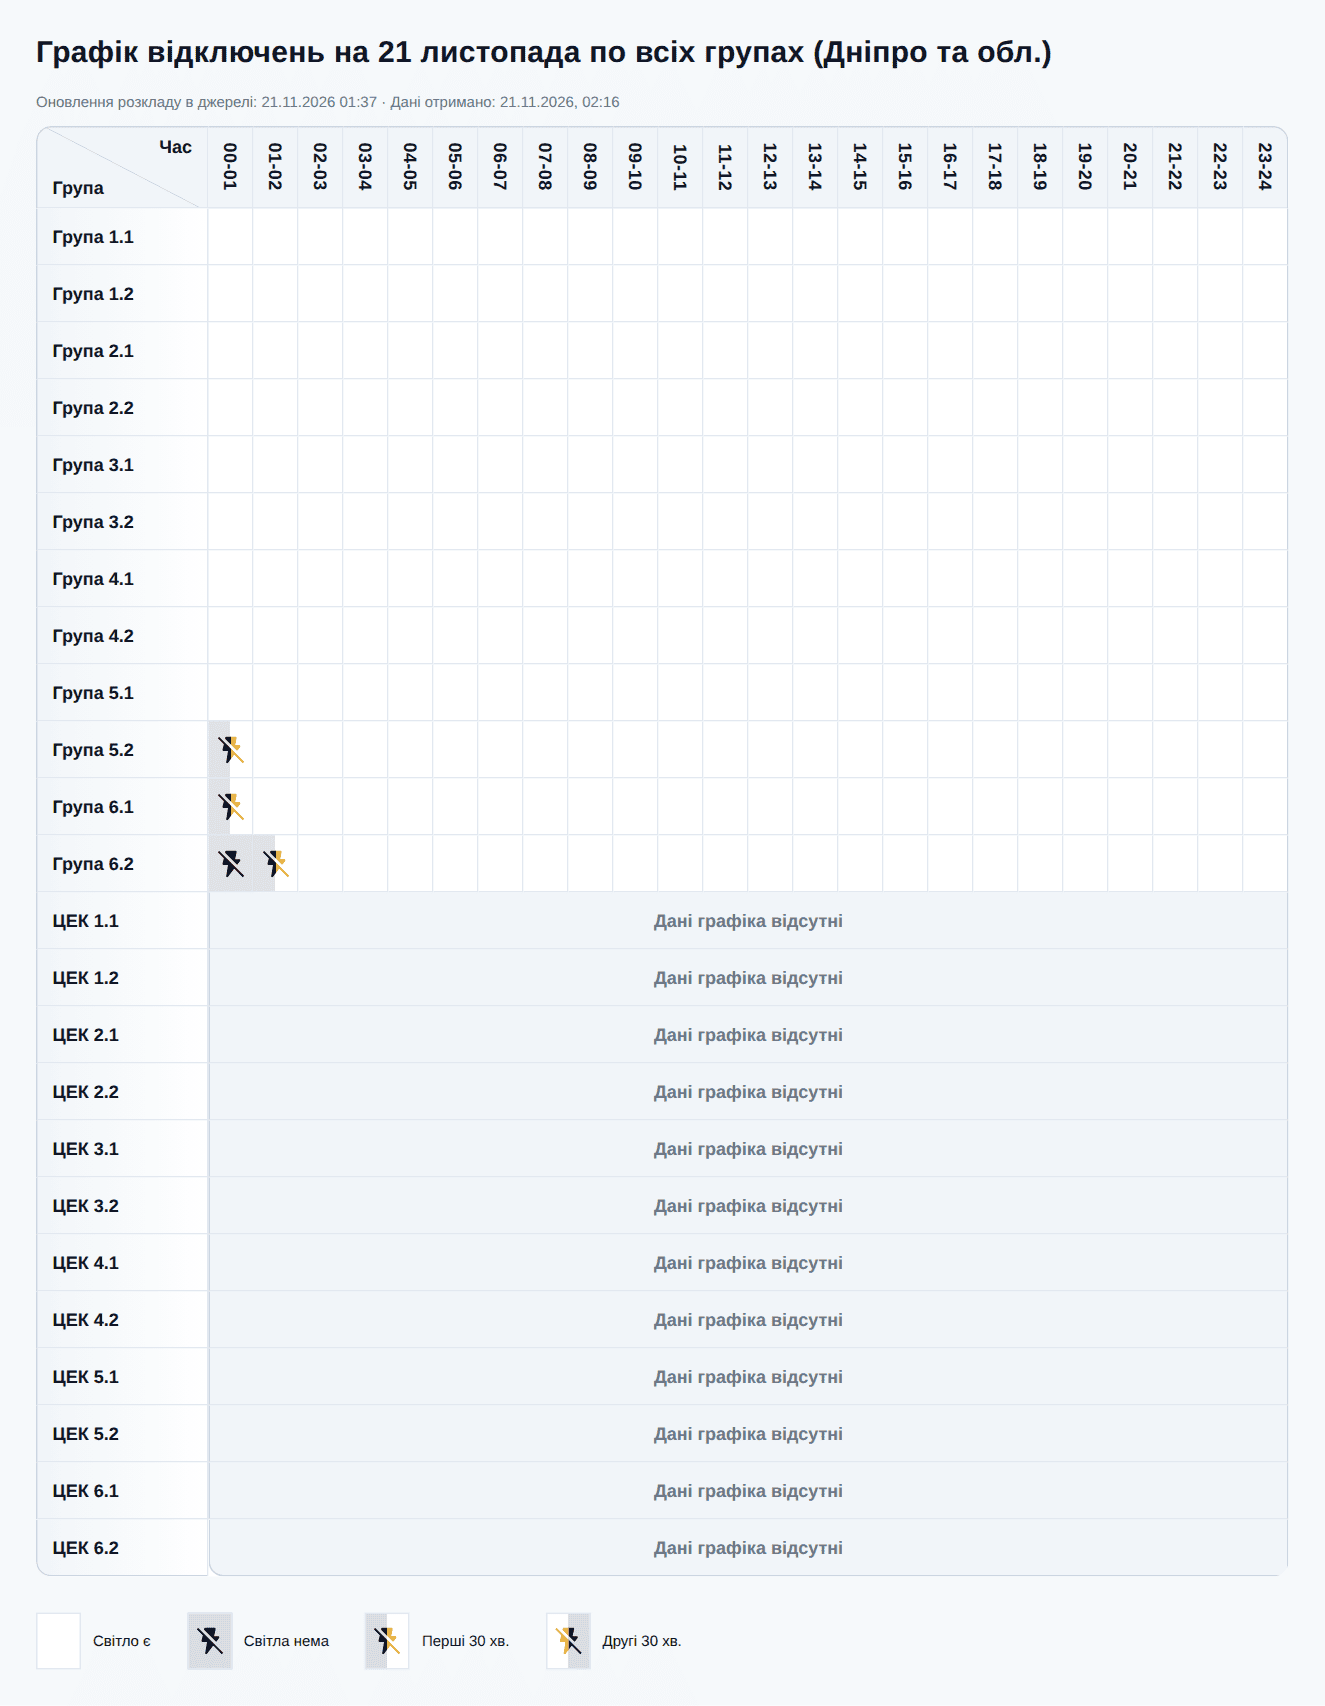 Графік відключень на 21 листопада по всіх групах (Дніпро та обл.)
Оновлення розкладу в джерелі: 21.11.2026 01:37 · Дані отримано: 21.11.2026, 02:16
Час
Група
00-01 01-02 02-03 03-04 04-05 05-06 06-07 07-08 08-09 09-10 10-11 11-12 12-13 13-14 14-15 15-16 16-17 17-18 18-19 19-20 20-21 21-22 22-23 23-24
Група 1.1
Група 1.2
Група 2.1
Група 2.2
Група 3.1
Група 3.2
Група 4.1
Група 4.2
Група 5.1
Група 5.2
Група 6.1
Група 6.2
ЦЕК 1.1 Дані графіка відсутні
ЦЕК 1.2 Дані графіка відсутні
ЦЕК 2.1 Дані графіка відсутні
ЦЕК 2.2 Дані графіка відсутні
ЦЕК 3.1 Дані графіка відсутні
ЦЕК 3.2 Дані графіка відсутні
ЦЕК 4.1 Дані графіка відсутні
ЦЕК 4.2 Дані графіка відсутні
ЦЕК 5.1 Дані графіка відсутні
ЦЕК 5.2 Дані графіка відсутні
ЦЕК 6.1 Дані графіка відсутні
ЦЕК 6.2 Дані графіка відсутні
Світло є Світла нема Перші 30 хв. Другі 30 хв.